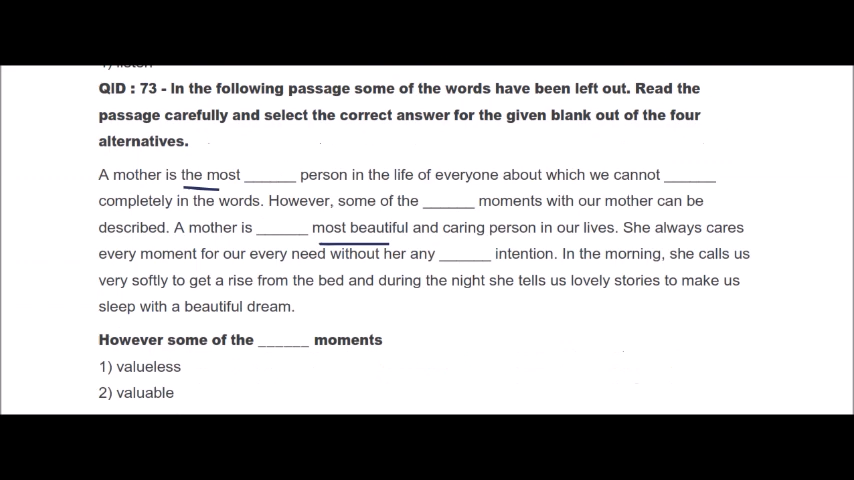 QID : 73 - In the following passage some of the words have been left out. Read the
passage carefully and select the correct answer for the given blank out of the four
alternatives.
A mother is the most ______ person in the life of everyone about which we cannot ______
completely in the words. However, some of the ______ moments with our mother can be
described. A mother is ______ most beautiful and caring person in our lives. She always cares
every moment for our every need without her any ______ intention. In the morning, she calls us
very softly to get a rise from the bed and during the night she tells us lovely stories to make us
sleep with a beautiful dream.
However some of the ______ moments
1) valueless
2) valuable